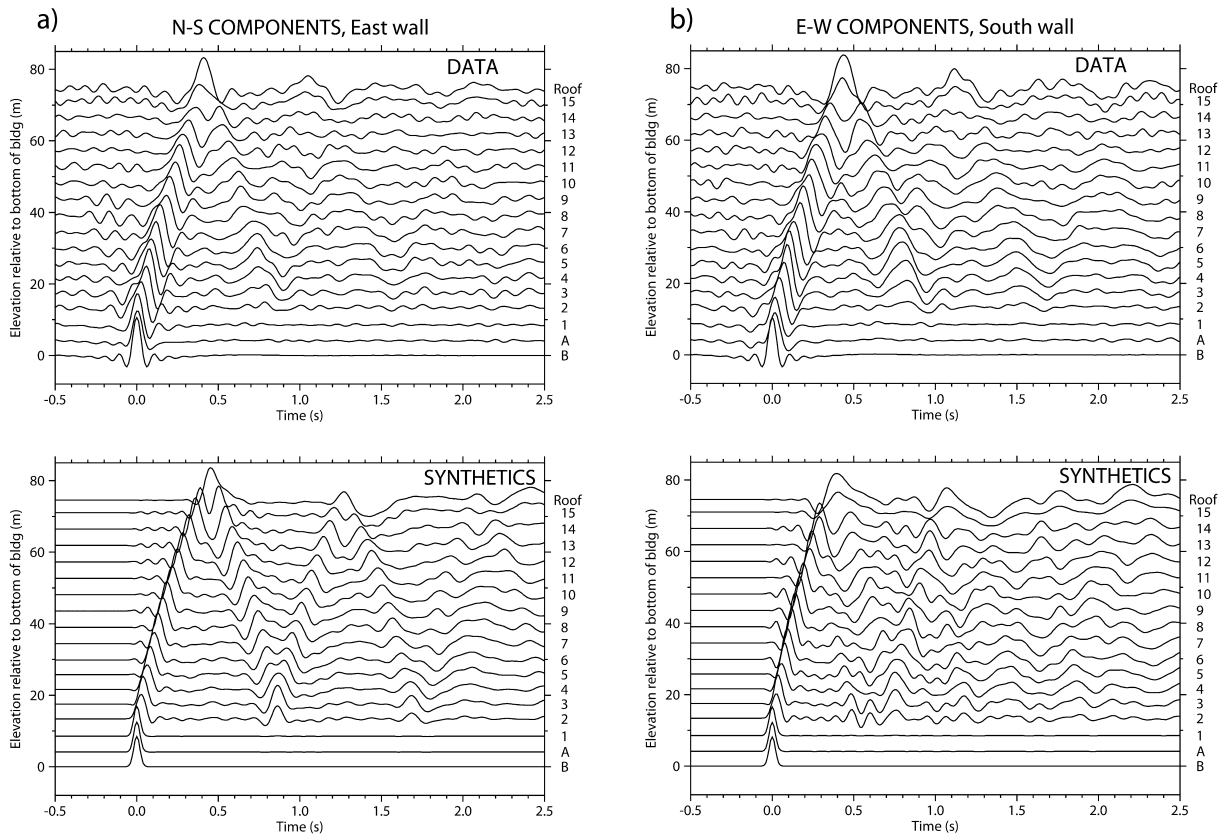 a)
N-S COMPONENTS, East wall
DATA
Elevation relative to bottom of bldg (m)
80
60
40
20
0
Roof
15
14
13
12
11
10
9
8
7
6
5
4
3
2
1
A
B
-0.5 0.0 0.5 1.0 1.5 2.0 2.5
Time (s)
b)
E-W COMPONENTS, South wall
DATA
Elevation relative to bottom of bldg (m)
80
60
40
20
0
Roof
15
14
13
12
11
10
9
8
7
6
5
4
3
2
1
A
B
-0.5 0.0 0.5 1.0 1.5 2.0 2.5
Time (s)
SYNTHETICS
Elevation relative to bottom of bldg (m)
80
60
40
20
0
Roof
15
14
13
12
11
10
9
8
7
6
5
4
3
2
1
A
B
-0.5 0.0 0.5 1.0 1.5 2.0 2.5
Time (s)
SYNTHETICS
Elevation relative to bottom of bldg (m)
80
60
40
20
0
Roof
15
14
13
12
11
10
9
8
7
6
5
4
3
2
1
A
B
-0.5 0.0 0.5 1.0 1.5 2.0 2.5
Time (s)